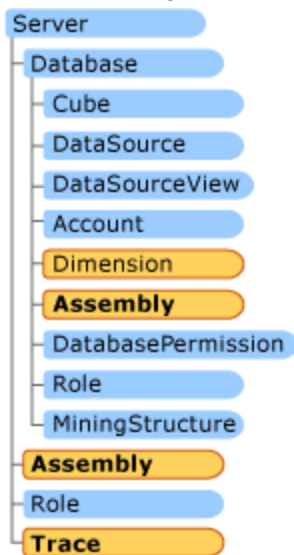 Server
Database
Cube
DataSource
DataSourceView
Account
Dimension
Assembly
DatabasePermission
Role
MiningStructure
Assembly
Role
Trace